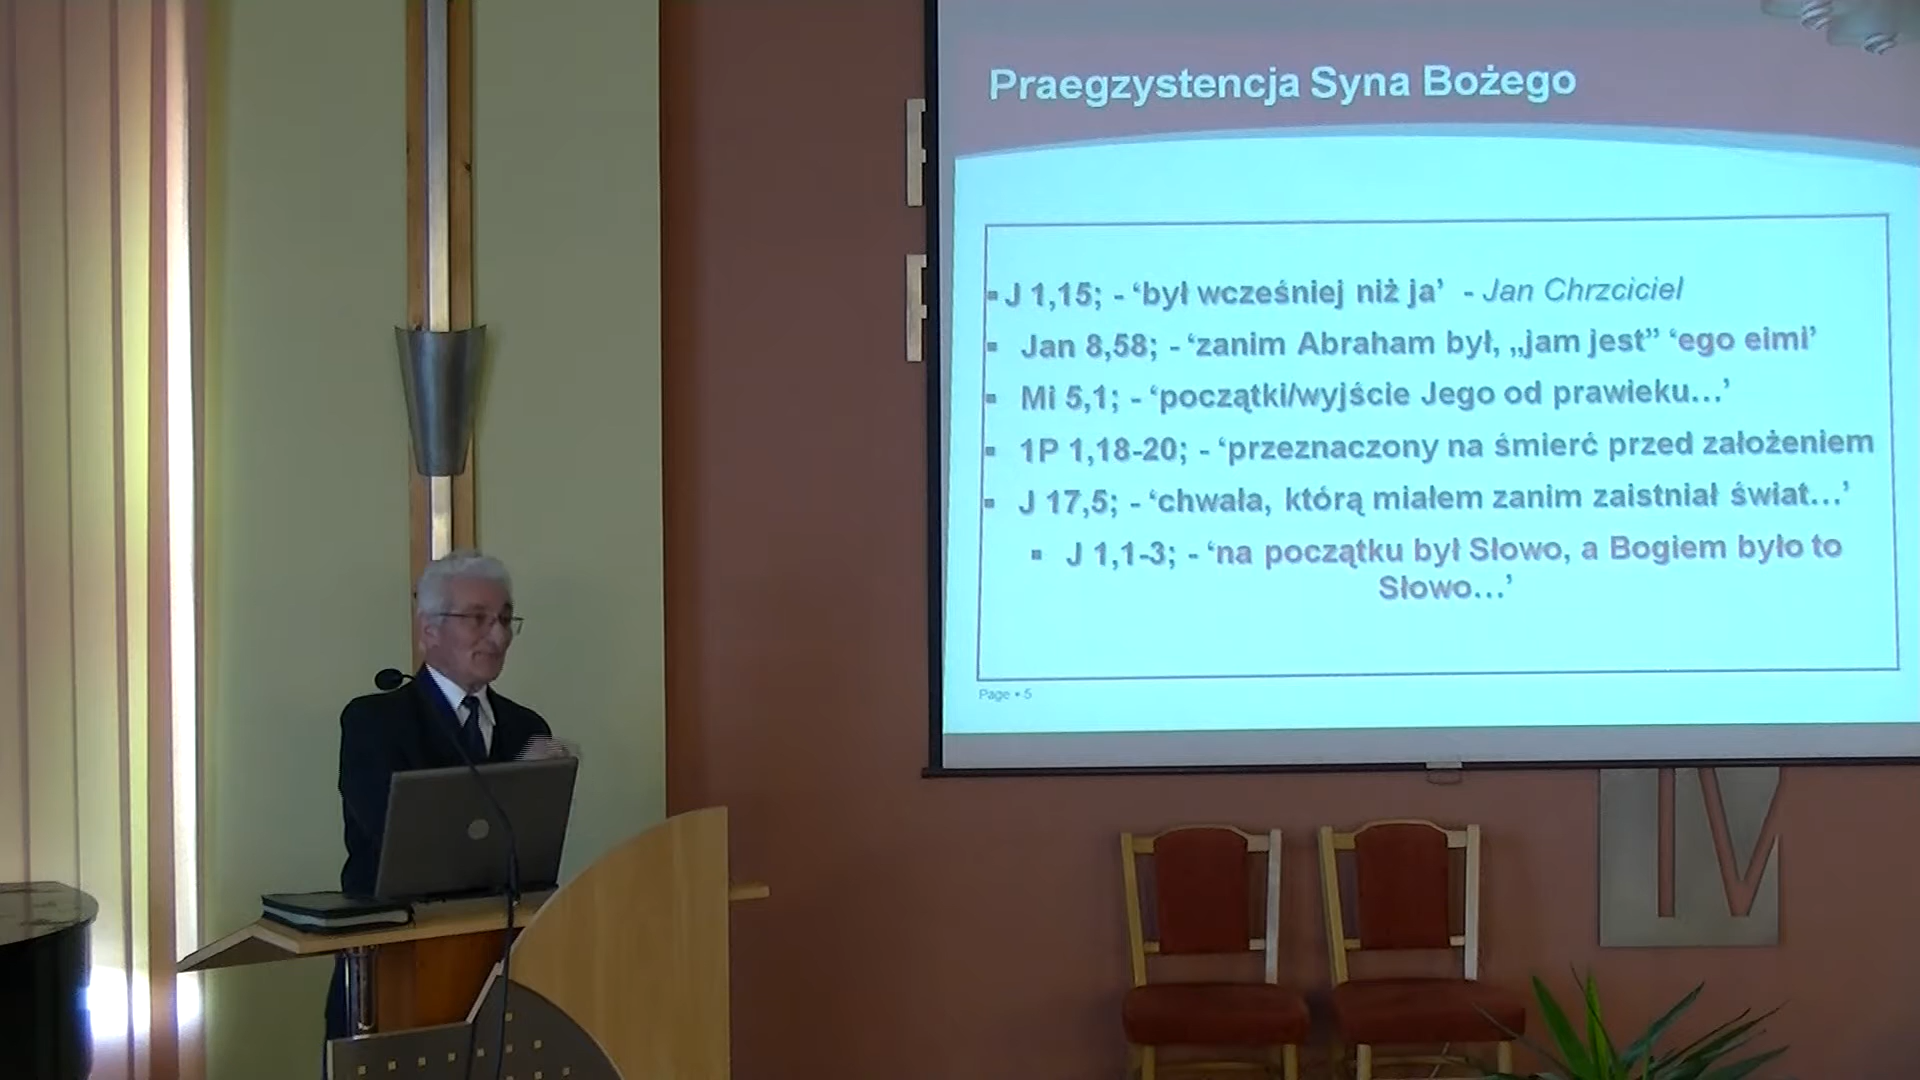 Praegzystencja Syna Bożego
▪ J 1,15; - ‘był wcześniej niż ja’ - Jan Chrzciciel
▪ Jan 8,58; - ‘zanim Abraham był, „jam jest” ‘ego eimi’
▪ Mi 5,1; - ‘początki/wyjście Jego od prawieku…’
▪ 1P 1,18-20; - ‘przeznaczony na śmierć przed założeniem
▪ J 17,5; - ‘chwała, którą miałem zanim zaistniał świat…’
▪ J 1,1-3; - ‘na początku był Słowo, a Bogiem było to
Słowo…’
Page ▪ 5
IV